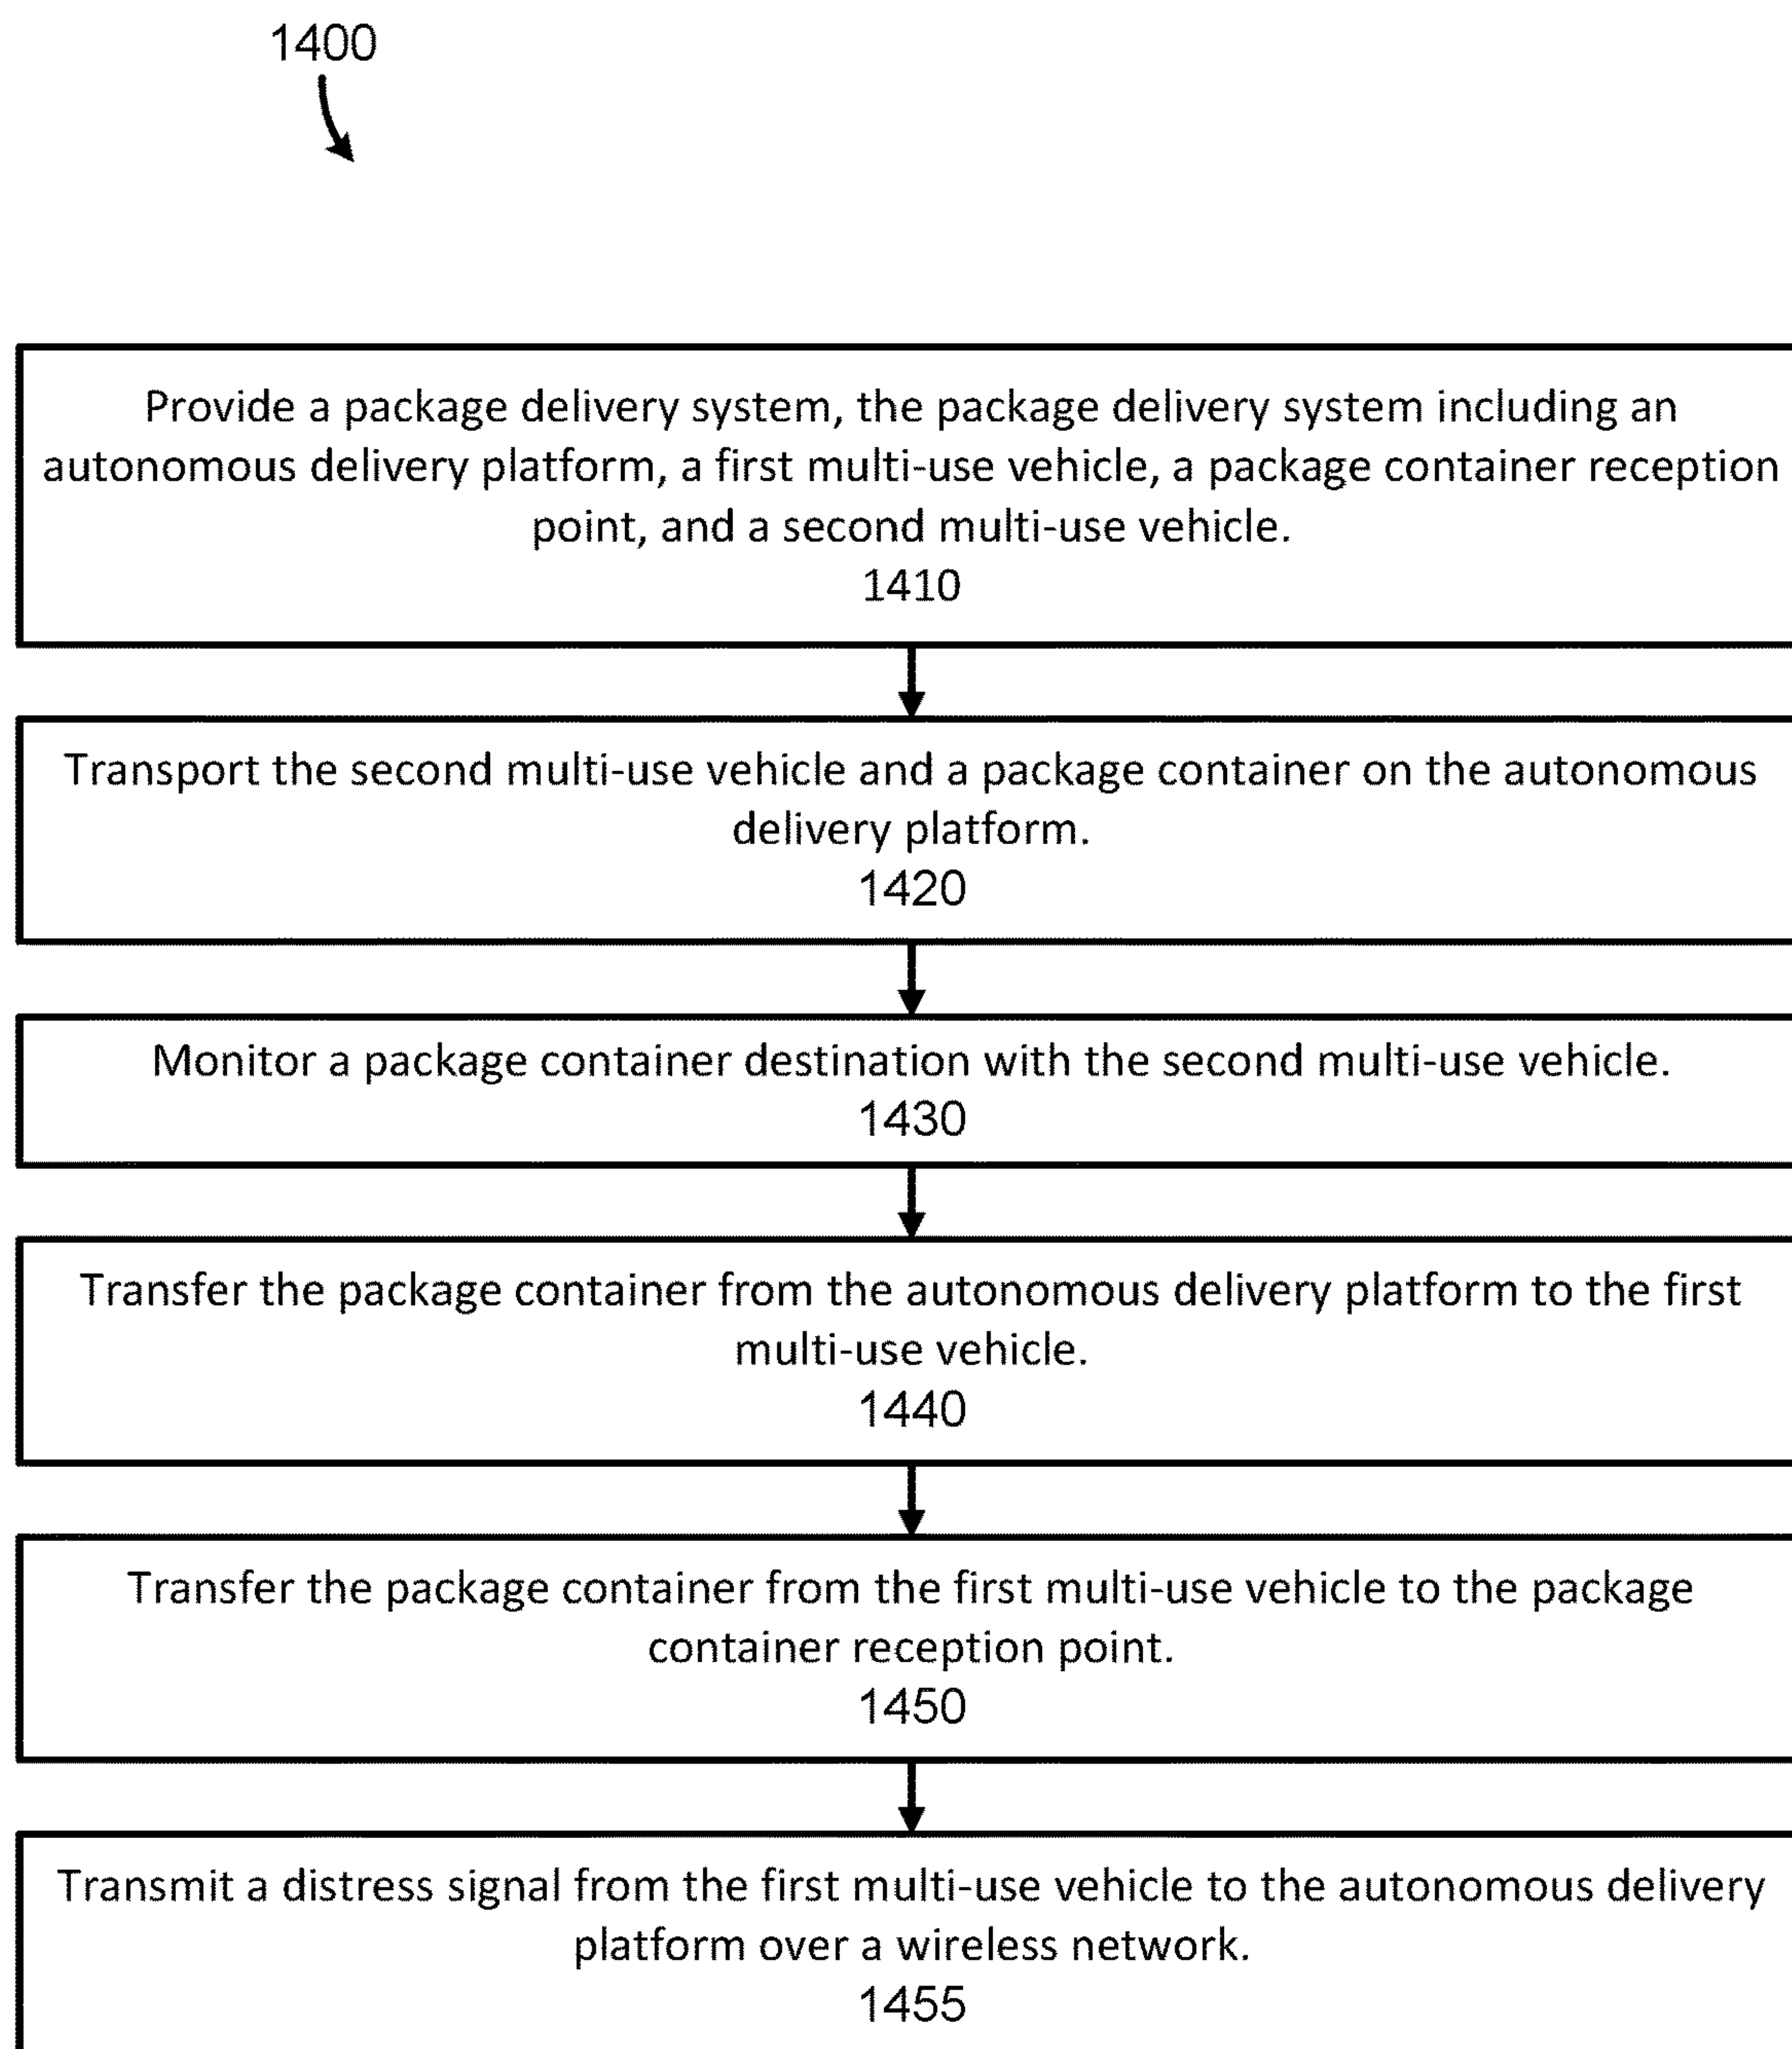 1400
Provide a package delivery system, the package delivery system including an
autonomous delivery platform, a first multi-use vehicle, a package container reception
point, and a second multi-use vehicle.
1410
Transport the second multi-use vehicle and a package container on the autonomous
delivery platform.
1420
Monitor a package container destination with the second multi-use vehicle.
1430
Transfer the package container from the autonomous delivery platform to the first
multi-use vehicle.
1440
Transfer the package container from the first multi-use vehicle to the package
container reception point.
1450
Transmit a distress signal from the first multi-use vehicle to the autonomous delivery
platform over a wireless network.
1455